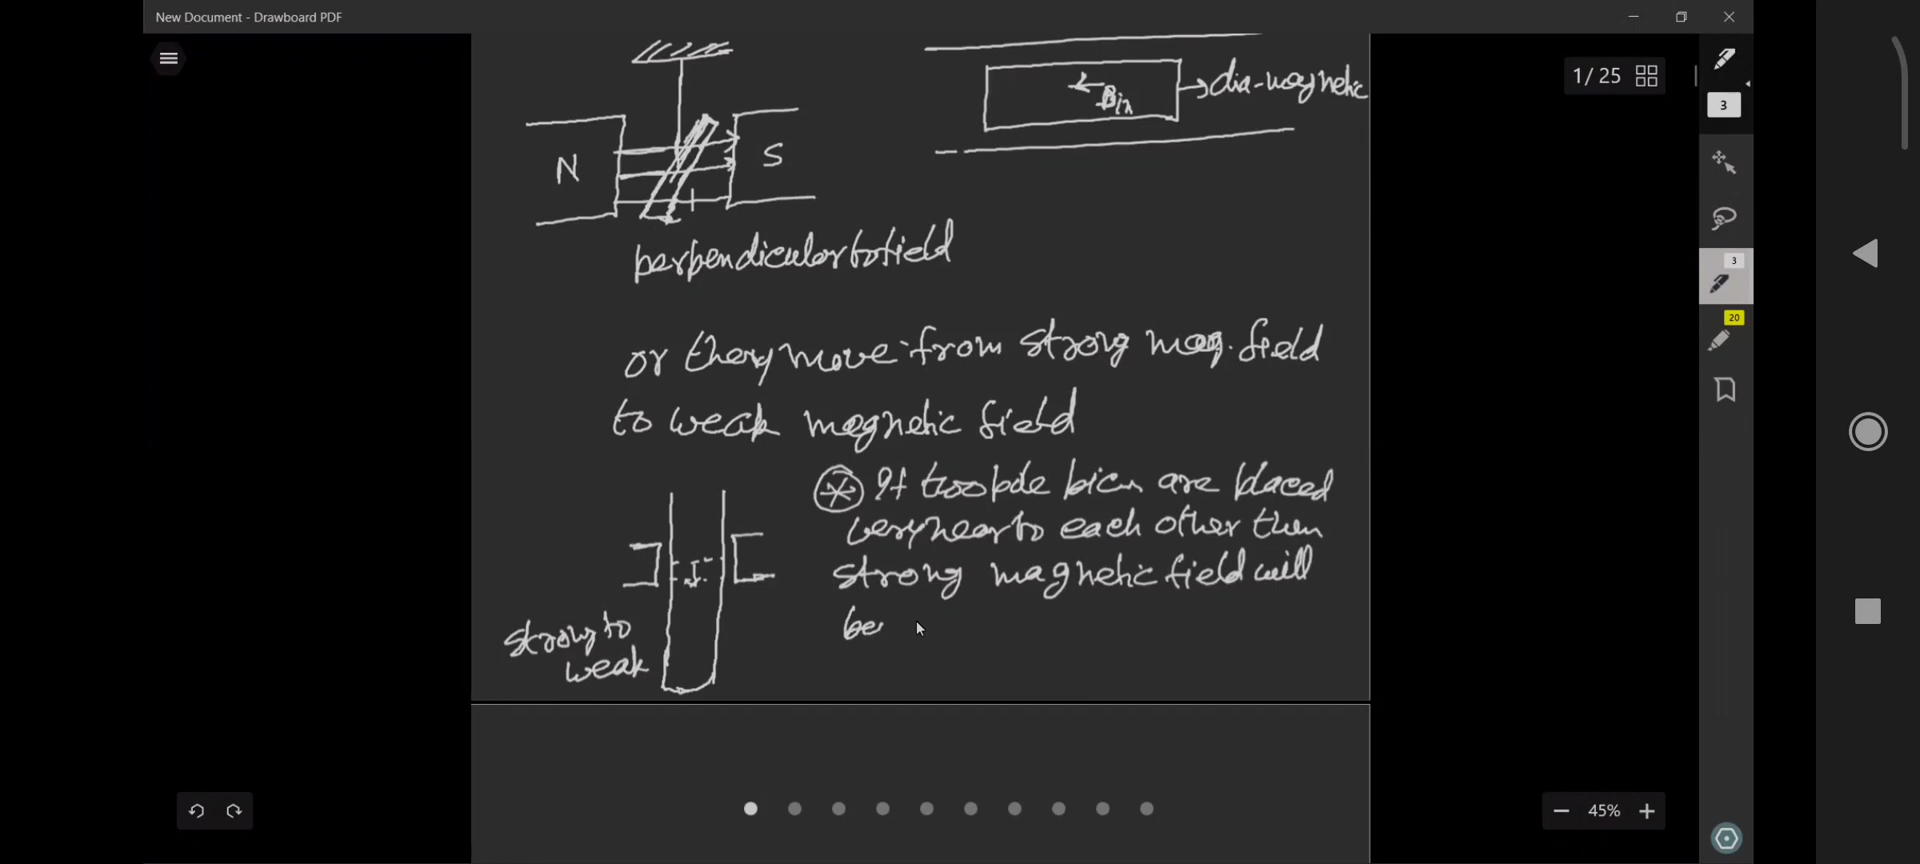 New Document - Drawboard PDF
1/ 25
3
N
S
B
dia-magnetic
perpendicular to field
or they move from strong mag. field
to weak magnetic field
If two pole are placed
very near to each other then
strong magnetic field will
be
strong to
weak
3
20
45%